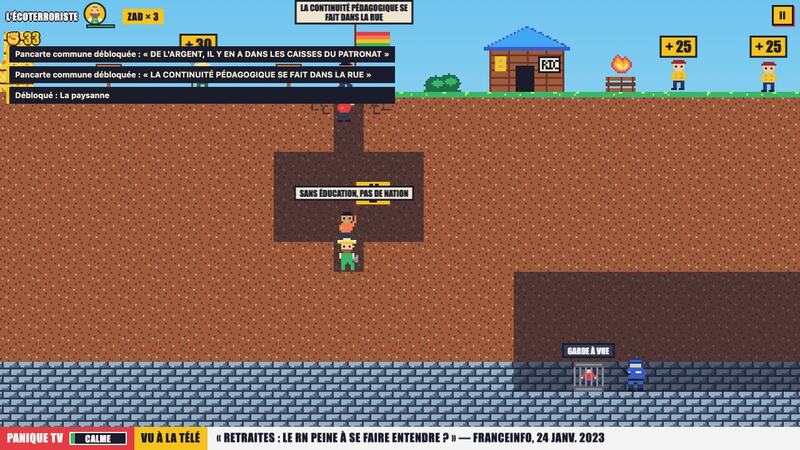 L'ÉCOTERRORISTE
ZAD × 3
LA CONTINUITÉ PÉDAGOGIQUE SE
FAIT DANS LA RUE
33
+30
Pancarte commune débloquée : « DE L'ARGENT, IL Y EN A DANS LES CAISSES DU PATRONAT »
Pancarte commune débloquée : « LA CONTINUITÉ PÉDAGOGIQUE SE FAIT DANS LA RUE »
Débloqué : La paysanne
+25
+25
SANS ÉDUCATION, PAS DE NATION
GARDE À VUE
PANIQUE TV
CALME
VU À LA TÉLÉ
« RETRAITES : LE RN PEINE À SE FAIRE ENTENDRE ? » — FRANCEINFO, 24 JANV. 2023